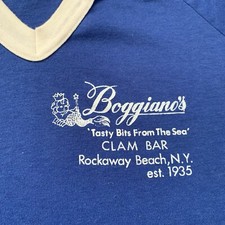 Boggiano's
'Tasty Bits From The Sea'
CLAM BAR
Rockaway Beach, N.Y.
est. 1935